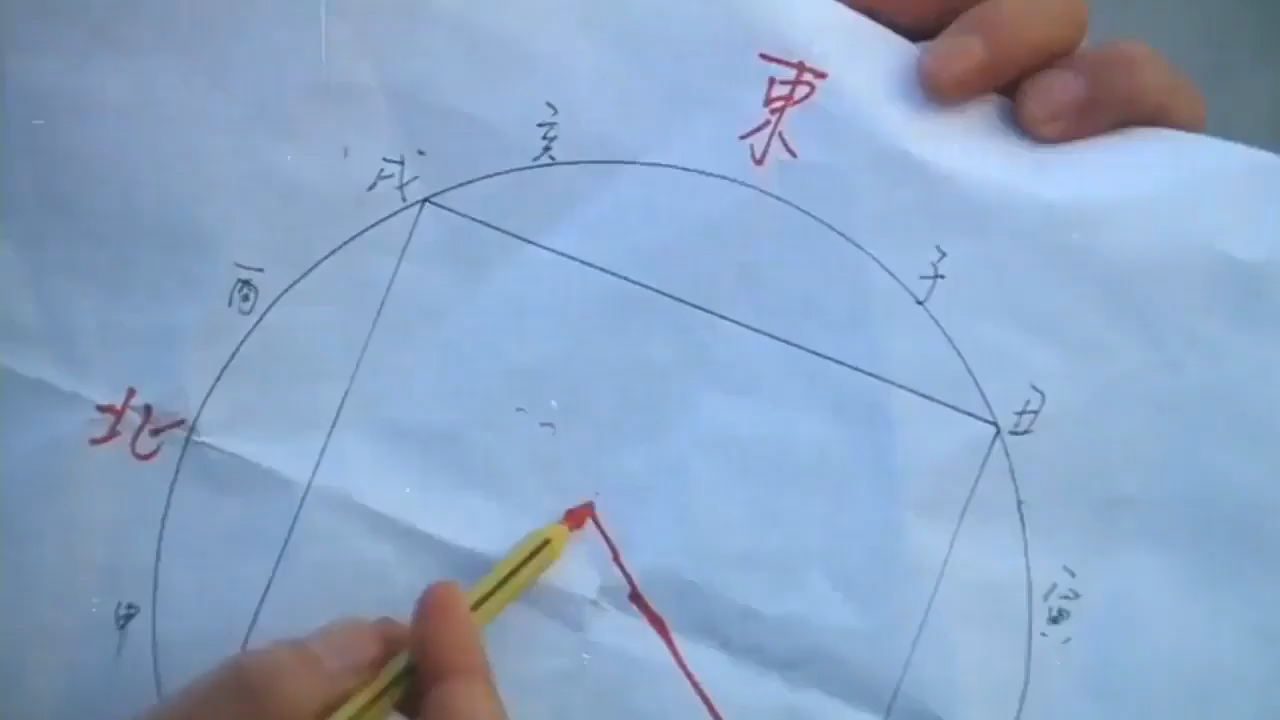 東
亥
戌
酉
子
北
丑
寅
申